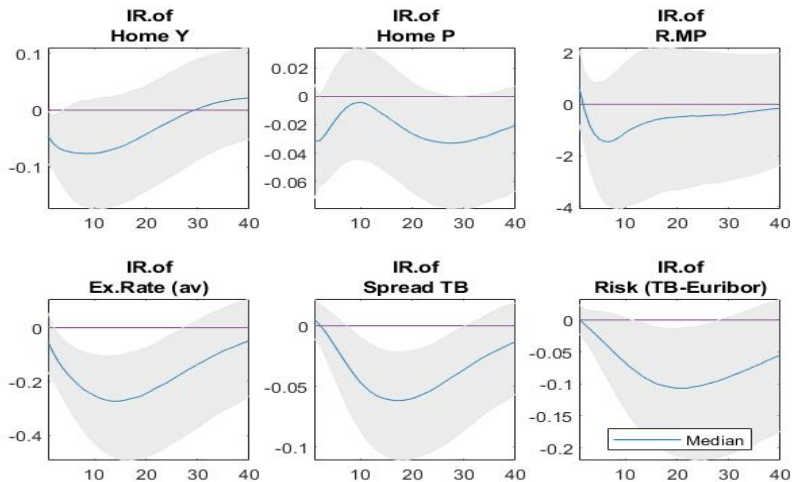 IR.of
Home Y
0.1
0
-0.1
10 20 30 40
IR.of
Home P
0.02
0
-0.02
-0.04
-0.06
10 20 30 40
IR.of
R.MP
2
0
-2
-4
10 20 30 40
IR.of
Ex.Rate (av)
0
-0.2
-0.4
10 20 30 40
IR.of
Spread TB
0
-0.05
-0.1
10 20 30 40
IR.of
Risk (TB-Euribor)
0
-0.05
-0.1
-0.15
-0.2
Median
10 20 30 40